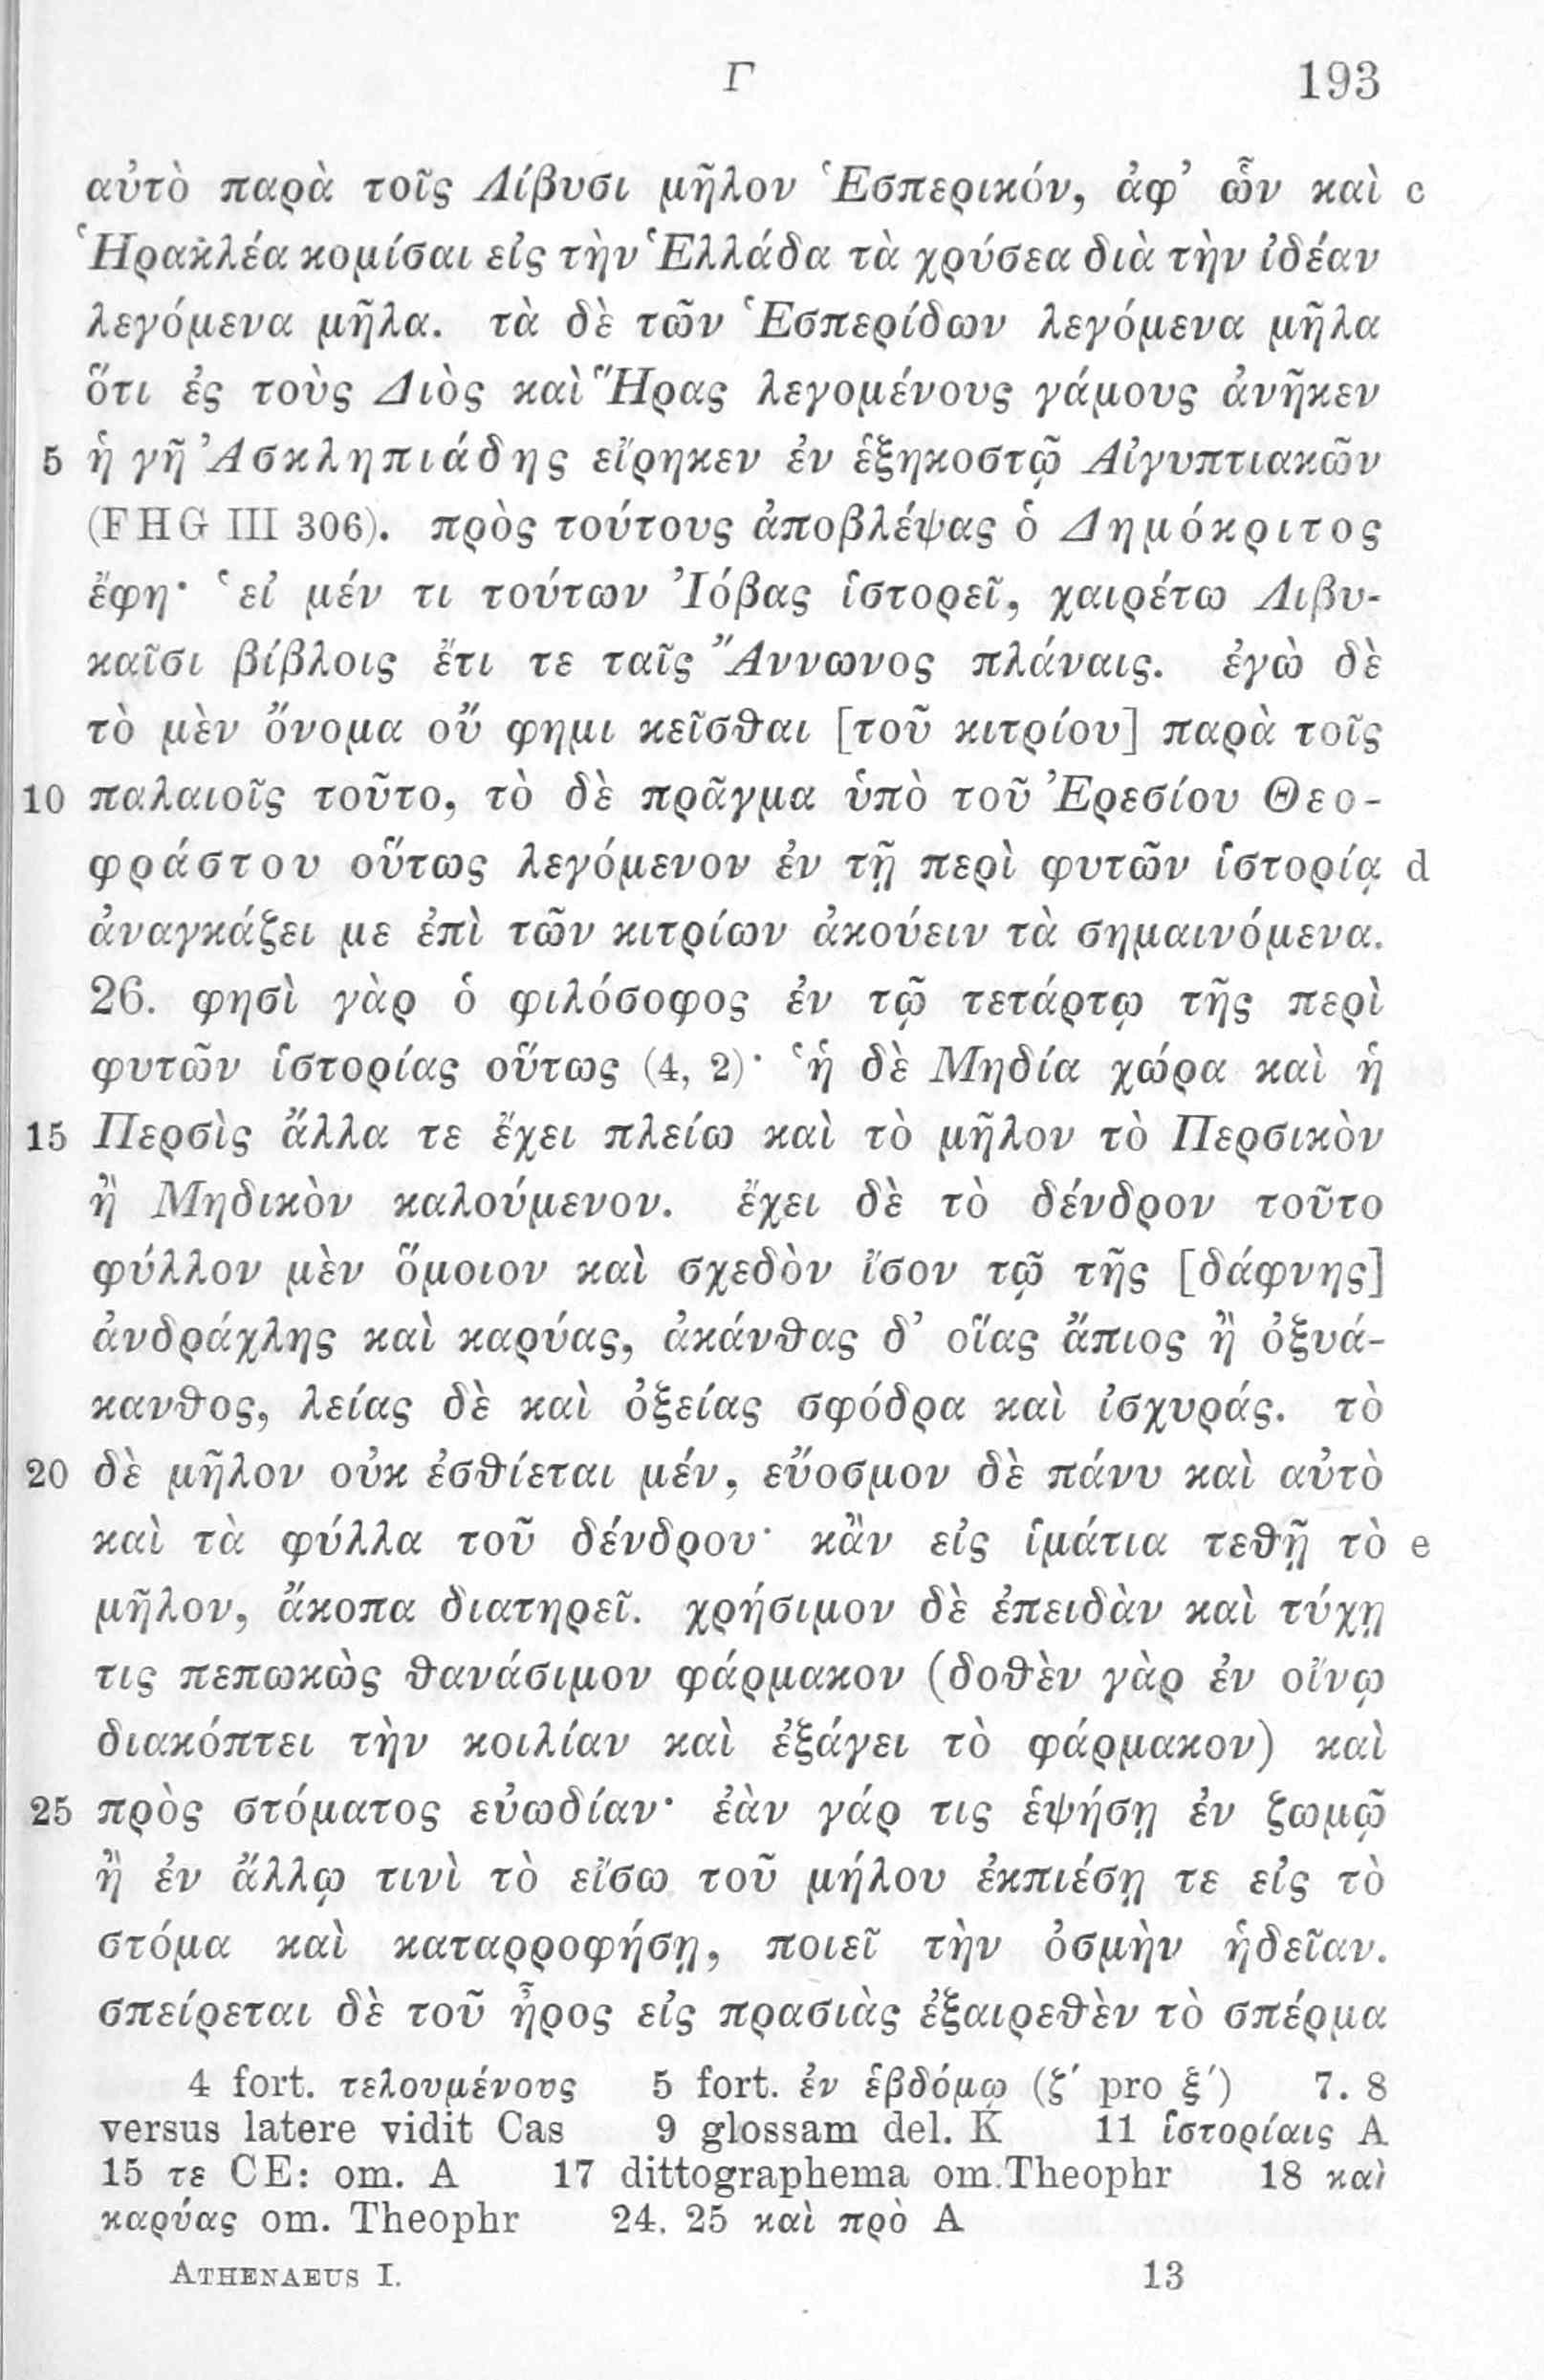 Γ 193
αὐτὸ παρὰ τοῖς Λίβυσι μῆλον Ἑσπερικόν, ἀφ’ ὧν καὶ c
Ἡρακλέα κομίσαι εἰς τὴν Ἑλλάδα τὰ χρύσεα διὰ τὴν ἰδέαν
λεγόμενα μῆλα. τὰ δὲ τῶν Ἑσπερίδων λεγόμενα μῆλα
ὅτι ἐς τοὺς Διὸς καὶ Ἥρας λεγομένους γάμους ἀνῆκεν
5 ἡ γῆ Ἀσκληπιάδης εἴρηκεν ἐν ἑξηκοστῷ Αἰγυπτιακῶν
(FHG III 306). πρὸς τούτους ἀποβλέψας ὁ Δημόκριτος
ἔφη· ‘εἰ μέν τι τούτων Ἰόβας ἱστορεῖ, χαιρέτω Λιβυ-
καῖσι βίβλοις ἔτι τε ταῖς Ἄννωνος πλάναις. ἐγὼ δὲ
τὸ μὲν ὄνομα οὔ φημι κεῖσθαι [τοῦ κιτρίου] παρὰ τοῖς
10 παλαιοῖς τοῦτο, τὸ δὲ πρᾶγμα ὑπὸ τοῦ Ἐρεσίου Θεο-
φράστου οὕτως λεγόμενον ἐν τῇ περὶ φυτῶν ἱστορίᾳ d
ἀναγκάζει με ἐπὶ τῶν κιτρίων ἀκούειν τὰ σημαινόμενα.
26. φησὶ γὰρ ὁ φιλόσοφος ἐν τῷ τετάρτῳ τῆς περὶ
φυτῶν ἱστορίας οὕτως (4, 2)· ‘ἡ δὲ Μηδία χώρα καὶ ἡ
15 Περσὶς ἄλλα τε ἔχει πλείω καὶ τὸ μῆλον τὸ Περσικὸν
ἢ Μηδικὸν καλούμενον. ἔχει δὲ τὸ δένδρον τοῦτο
φύλλον μὲν ὅμοιον καὶ σχεδὸν ἴσον τῷ τῆς [δάφνης]
ἀνδράχλης καὶ καρύας, ἀκάνθας δ’ οἵας ἄπιος ἢ ὀξυά-
κανθος, λείας δὲ καὶ ὀξείας σφόδρα καὶ ἰσχυράς. τὸ
20 δὲ μῆλον οὐκ ἐσθίεται μέν, εὔοσμον δὲ πάνυ καὶ αὐτὸ
καὶ τὰ φύλλα τοῦ δένδρου· κἂν εἰς ἱμάτια τεθῇ τὸ e
μῆλον, ἄκοπα διατηρεῖ. χρήσιμον δὲ ἐπειδὰν καὶ τύχῃ
τις πεπωκὼς θανάσιμον φάρμακον (δοθὲν γὰρ ἐν οἴνῳ
διακόπτει τὴν κοιλίαν καὶ ἐξάγει τὸ φάρμακον) καὶ
25 πρὸς στόματος εὐωδίαν· ἐὰν γάρ τις ἑψήσῃ ἐν ζωμῷ
ἢ ἐν ἄλλῳ τινὶ τὸ εἴσω τοῦ μήλου ἐκπιέσῃ τε εἰς τὸ
στόμα καὶ καταρροφήσῃ, ποιεῖ τὴν ὀσμὴν ἡδεῖαν.
σπείρεται δὲ τοῦ ἦρος εἰς πρασιὰς ἐξαιρεθὲν τὸ σπέρμα
4 fort. τελουμένους 5 fort. ἐν ἑβδόμῳ (ζ′ pro ξ′) 7. 8
versus latere vidit Cas 9 glossam del. K 11 ἱστορίαις A
15 τε CE: om. A 17 dittographema om. Theophr 18 καὶ
καρύας om. Theophr 24. 25 καὶ πρὸ A
ATHENAEUS I. 13